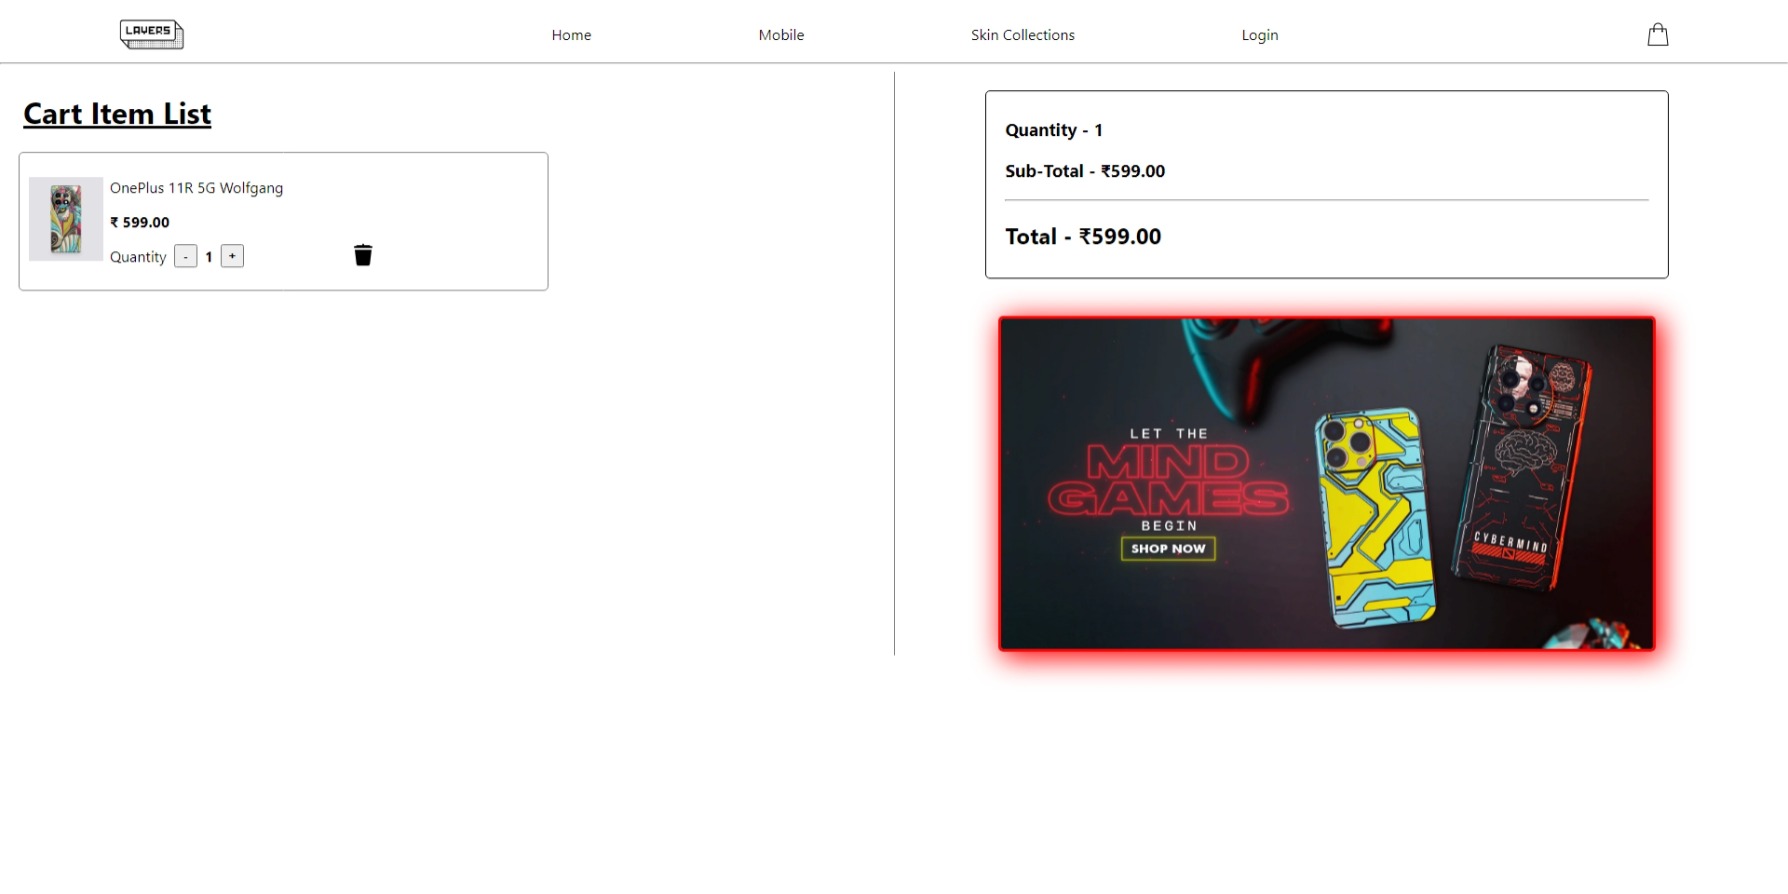 LAYERS
Home
Mobile
Skin Collections
Login
Cart Item List
OnePlus 11R 5G Wolfgang
₹ 599.00
Quantity - 1 +
Quantity - 1
Sub-Total - ₹599.00
Total - ₹599.00
LET THE
MIND
GAMES
BEGIN
SHOP NOW
CYBERMIND